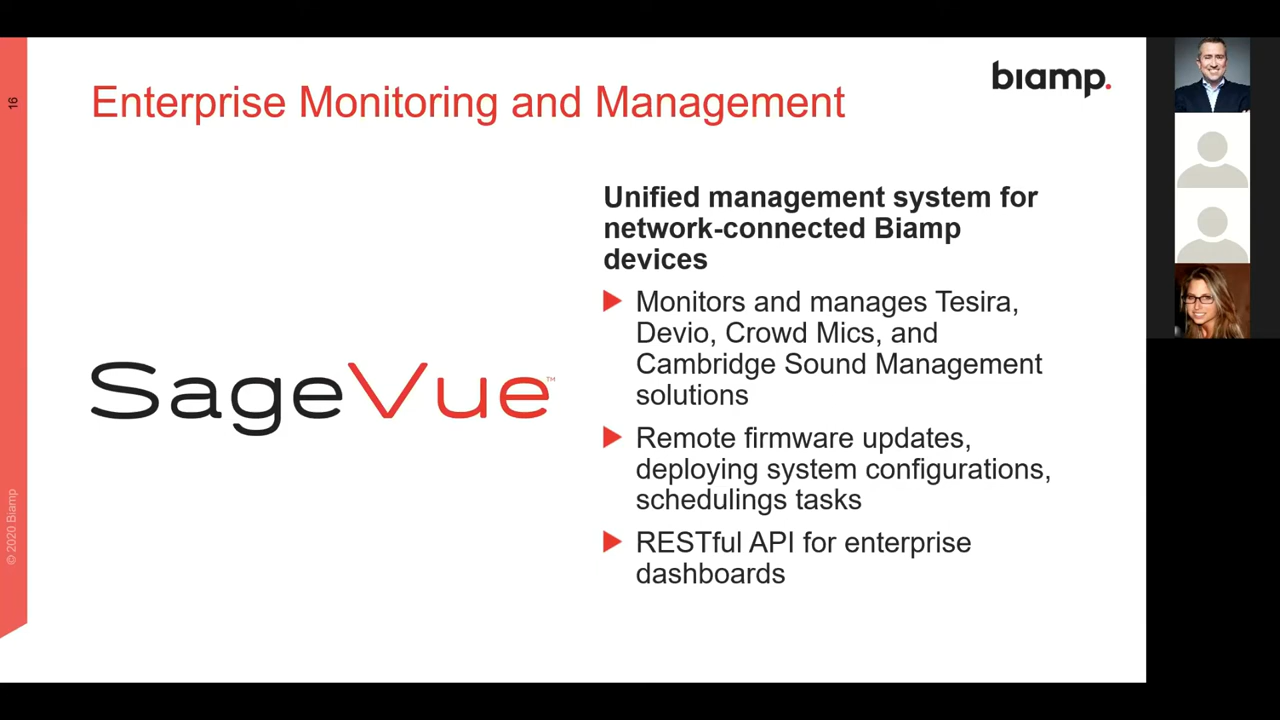 16
Enterprise Monitoring and Management
biamp.
Unified management system for
network-connected Biamp
devices
Monitors and manages Tesira,
Devio, Crowd Mics, and
Cambridge Sound Management
solutions
SageVue™
Remote firmware updates,
deploying system configurations,
schedulings tasks
RESTful API for enterprise
dashboards
© 2020 Biamp